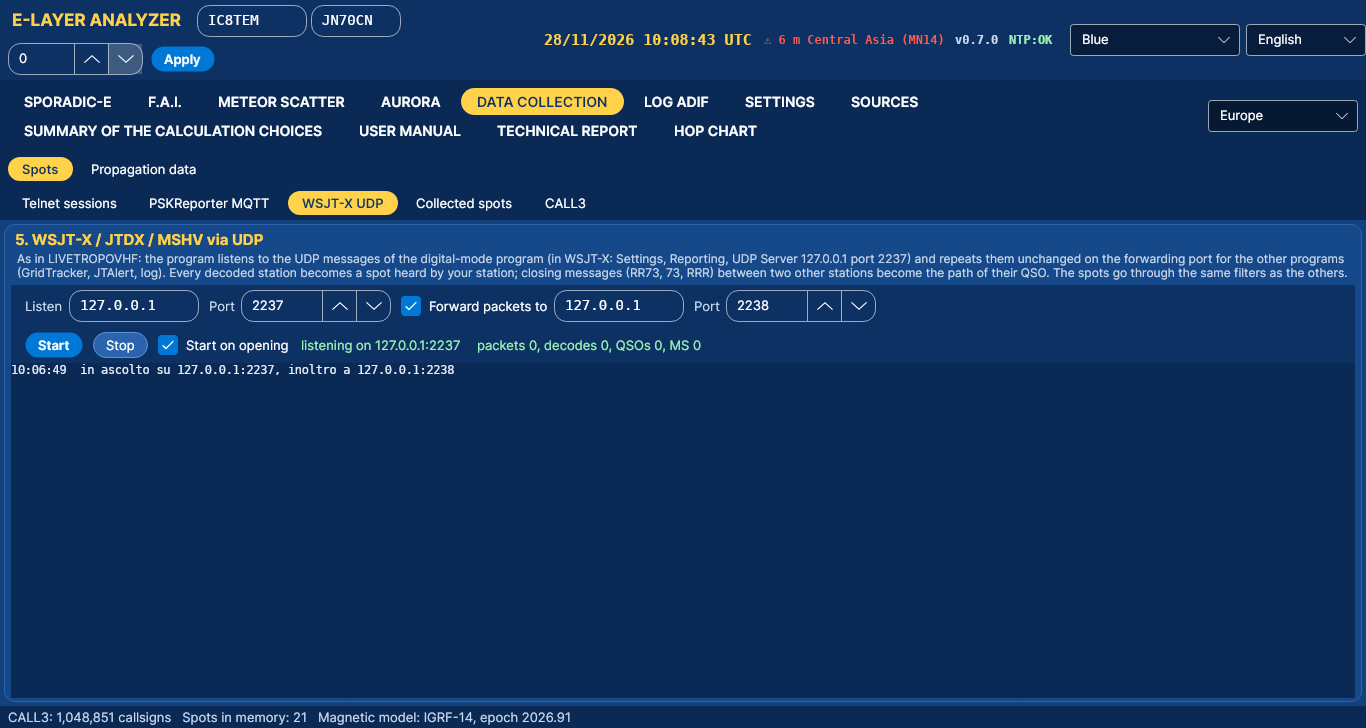 E-LAYER ANALYZER IC8TEM JN70CN
28/11/2026 10:08:43 UTC ⚠ 6 m Central Asia (MN14) v0.7.0 NTP:OK Blue English
0 Apply
SPORADIC-E F.A.I. METEOR SCATTER AURORA DATA COLLECTION LOG ADIF SETTINGS SOURCES
Europe
SUMMARY OF THE CALCULATION CHOICES USER MANUAL TECHNICAL REPORT HOP CHART
Spots Propagation data
Telnet sessions PSKReporter MQTT WSJT-X UDP Collected spots CALL3
5. WSJT-X / JTDX / MSHV via UDP
As in LIVETROPOVHF: the program listens to the UDP messages of the digital-mode program (in WSJT-X: Settings, Reporting, UDP Server 127.0.0.1 port 2237) and repeats them unchanged on the forwarding port for the other programs
(GridTracker, JTAlert, log). Every decoded station becomes a spot heard by your station; closing messages (RR73, 73, RRR) between two other stations become the path of their QSO. The spots go through the same filters as the others.
Listen 127.0.0.1 Port 2237 Forward packets to 127.0.0.1 Port 2238
Start Stop Start on opening listening on 127.0.0.1:2237 packets 0, decodes 0, QSOs 0, MS 0
10:06:49 in ascolto su 127.0.0.1:2237, inoltro a 127.0.0.1:2238
CALL3: 1,048,851 callsigns Spots in memory: 21 Magnetic model: IGRF-14, epoch 2026.91